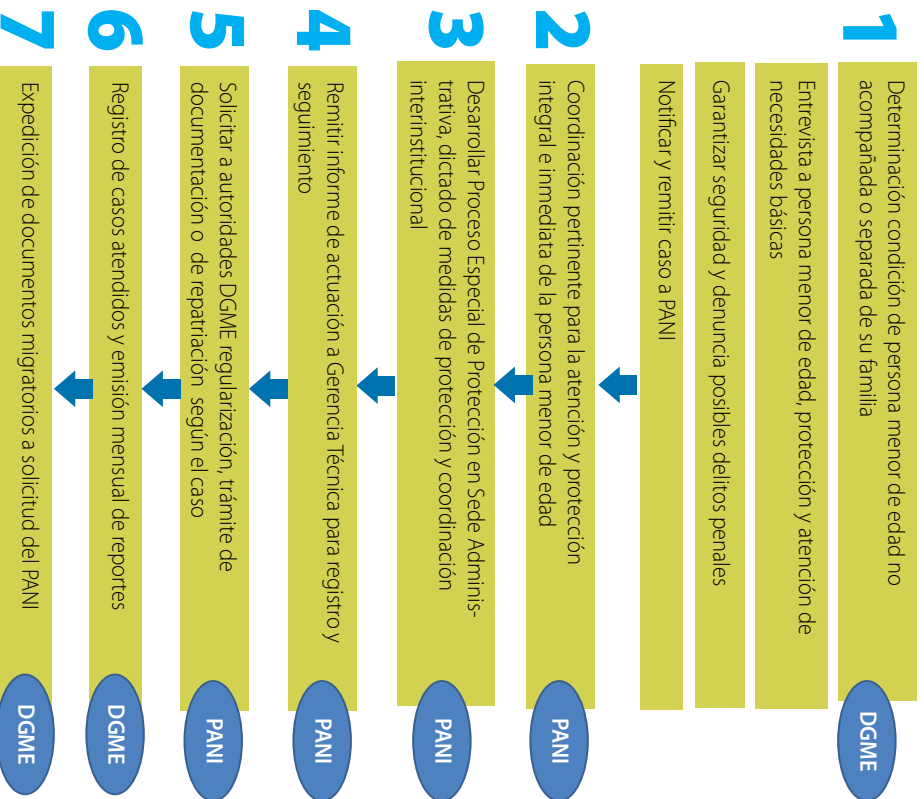 1
Determinación condición de persona menor de edad no
acompañada o separada de su familia
DGME
Entrevista a persona menor de edad, protección y atención de
necesidades básicas
Garantizar seguridad y denuncia posibles delitos penales
Notificar y remitir caso a PANI
2
Coordinación pertinente para la atención y protección
integral e inmediata de la persona menor de edad
PANI
3
Desarrollar Proceso Especial de Protección en Sede Adminis-
trativa, dictado de medidas de protección y coordinación
interinstitucional
PANI
4
Remitir informe de actuación a Gerencia Técnica para registro y
seguimiento
PANI
5
Solicitar a autoridades DGME regularización, trámite de
documentación o de repatriación según el caso
PANI
6
Registro de casos atendidos y emisión mensual de reportes
DGME
7
Expedición de documentos migratorios a solicitud del PANI
DGME